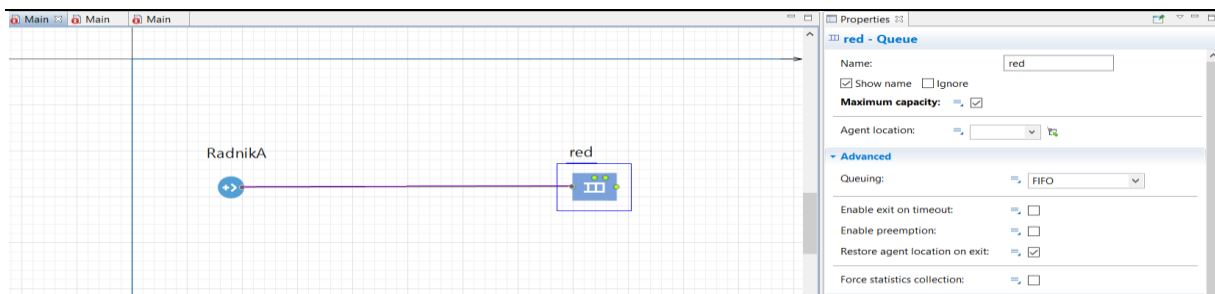 Main Main Main
RadnikA red
Properties
red - Queue
Name: red
Show name Ignore
Maximum capacity:
Agent location:
Advanced
Queuing: FIFO
Enable exit on timeout:
Enable preemption:
Restore agent location on exit:
Force statistics collection: